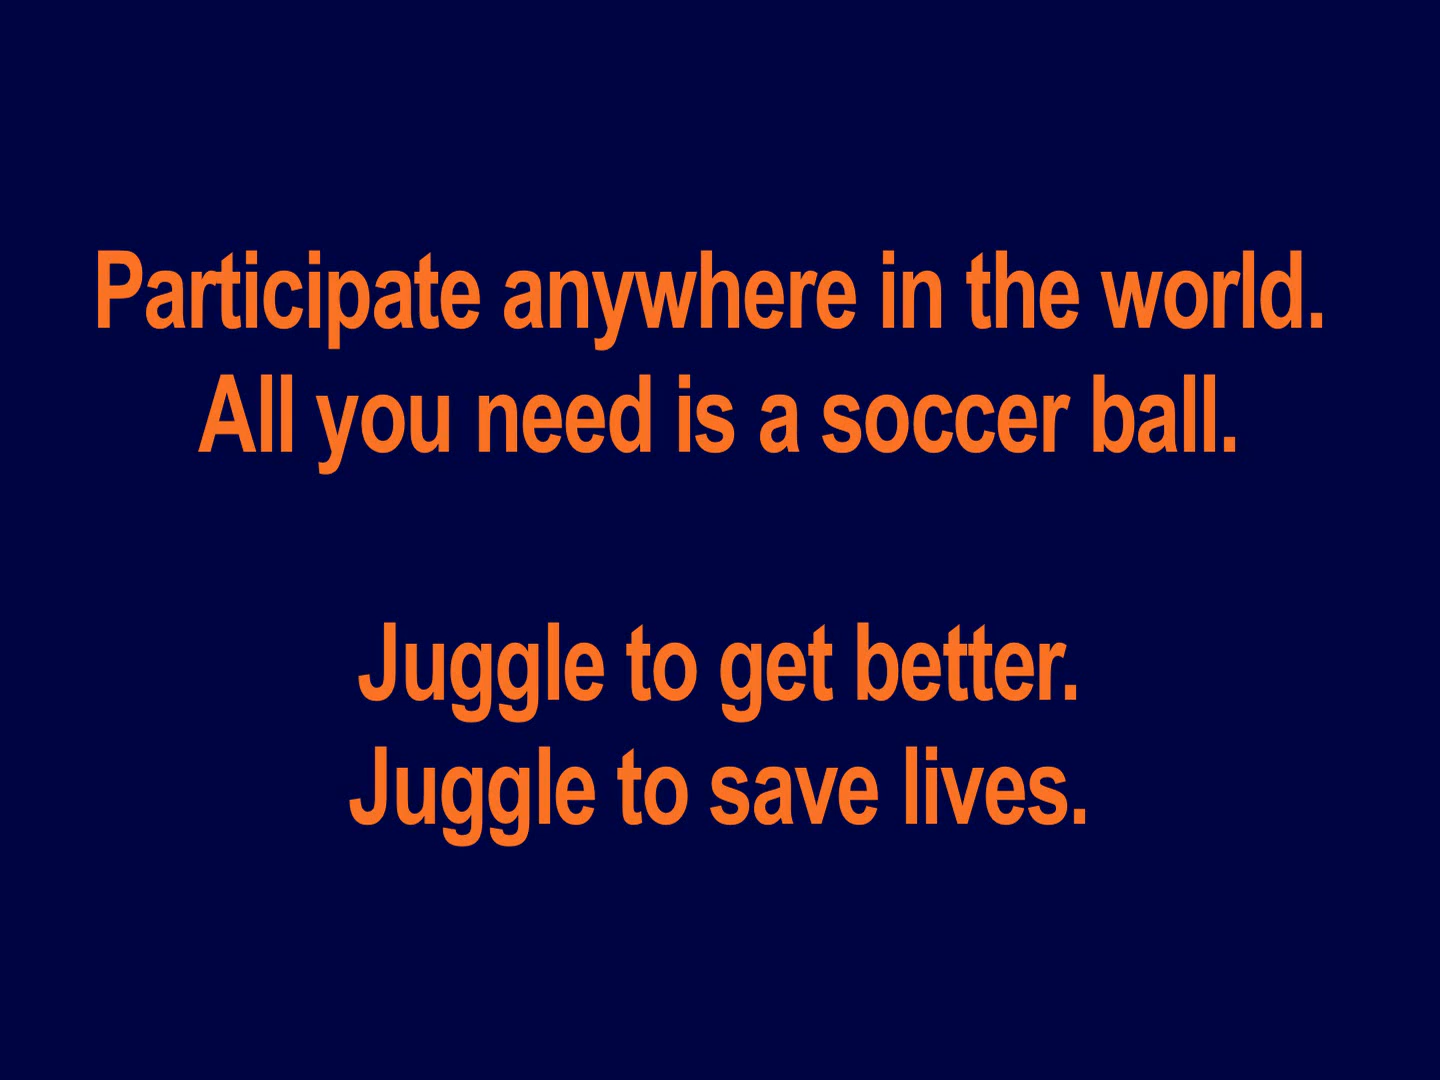 Participate anywhere in the world.
All you need is a soccer ball.
Juggle to get better.
Juggle to save lives.